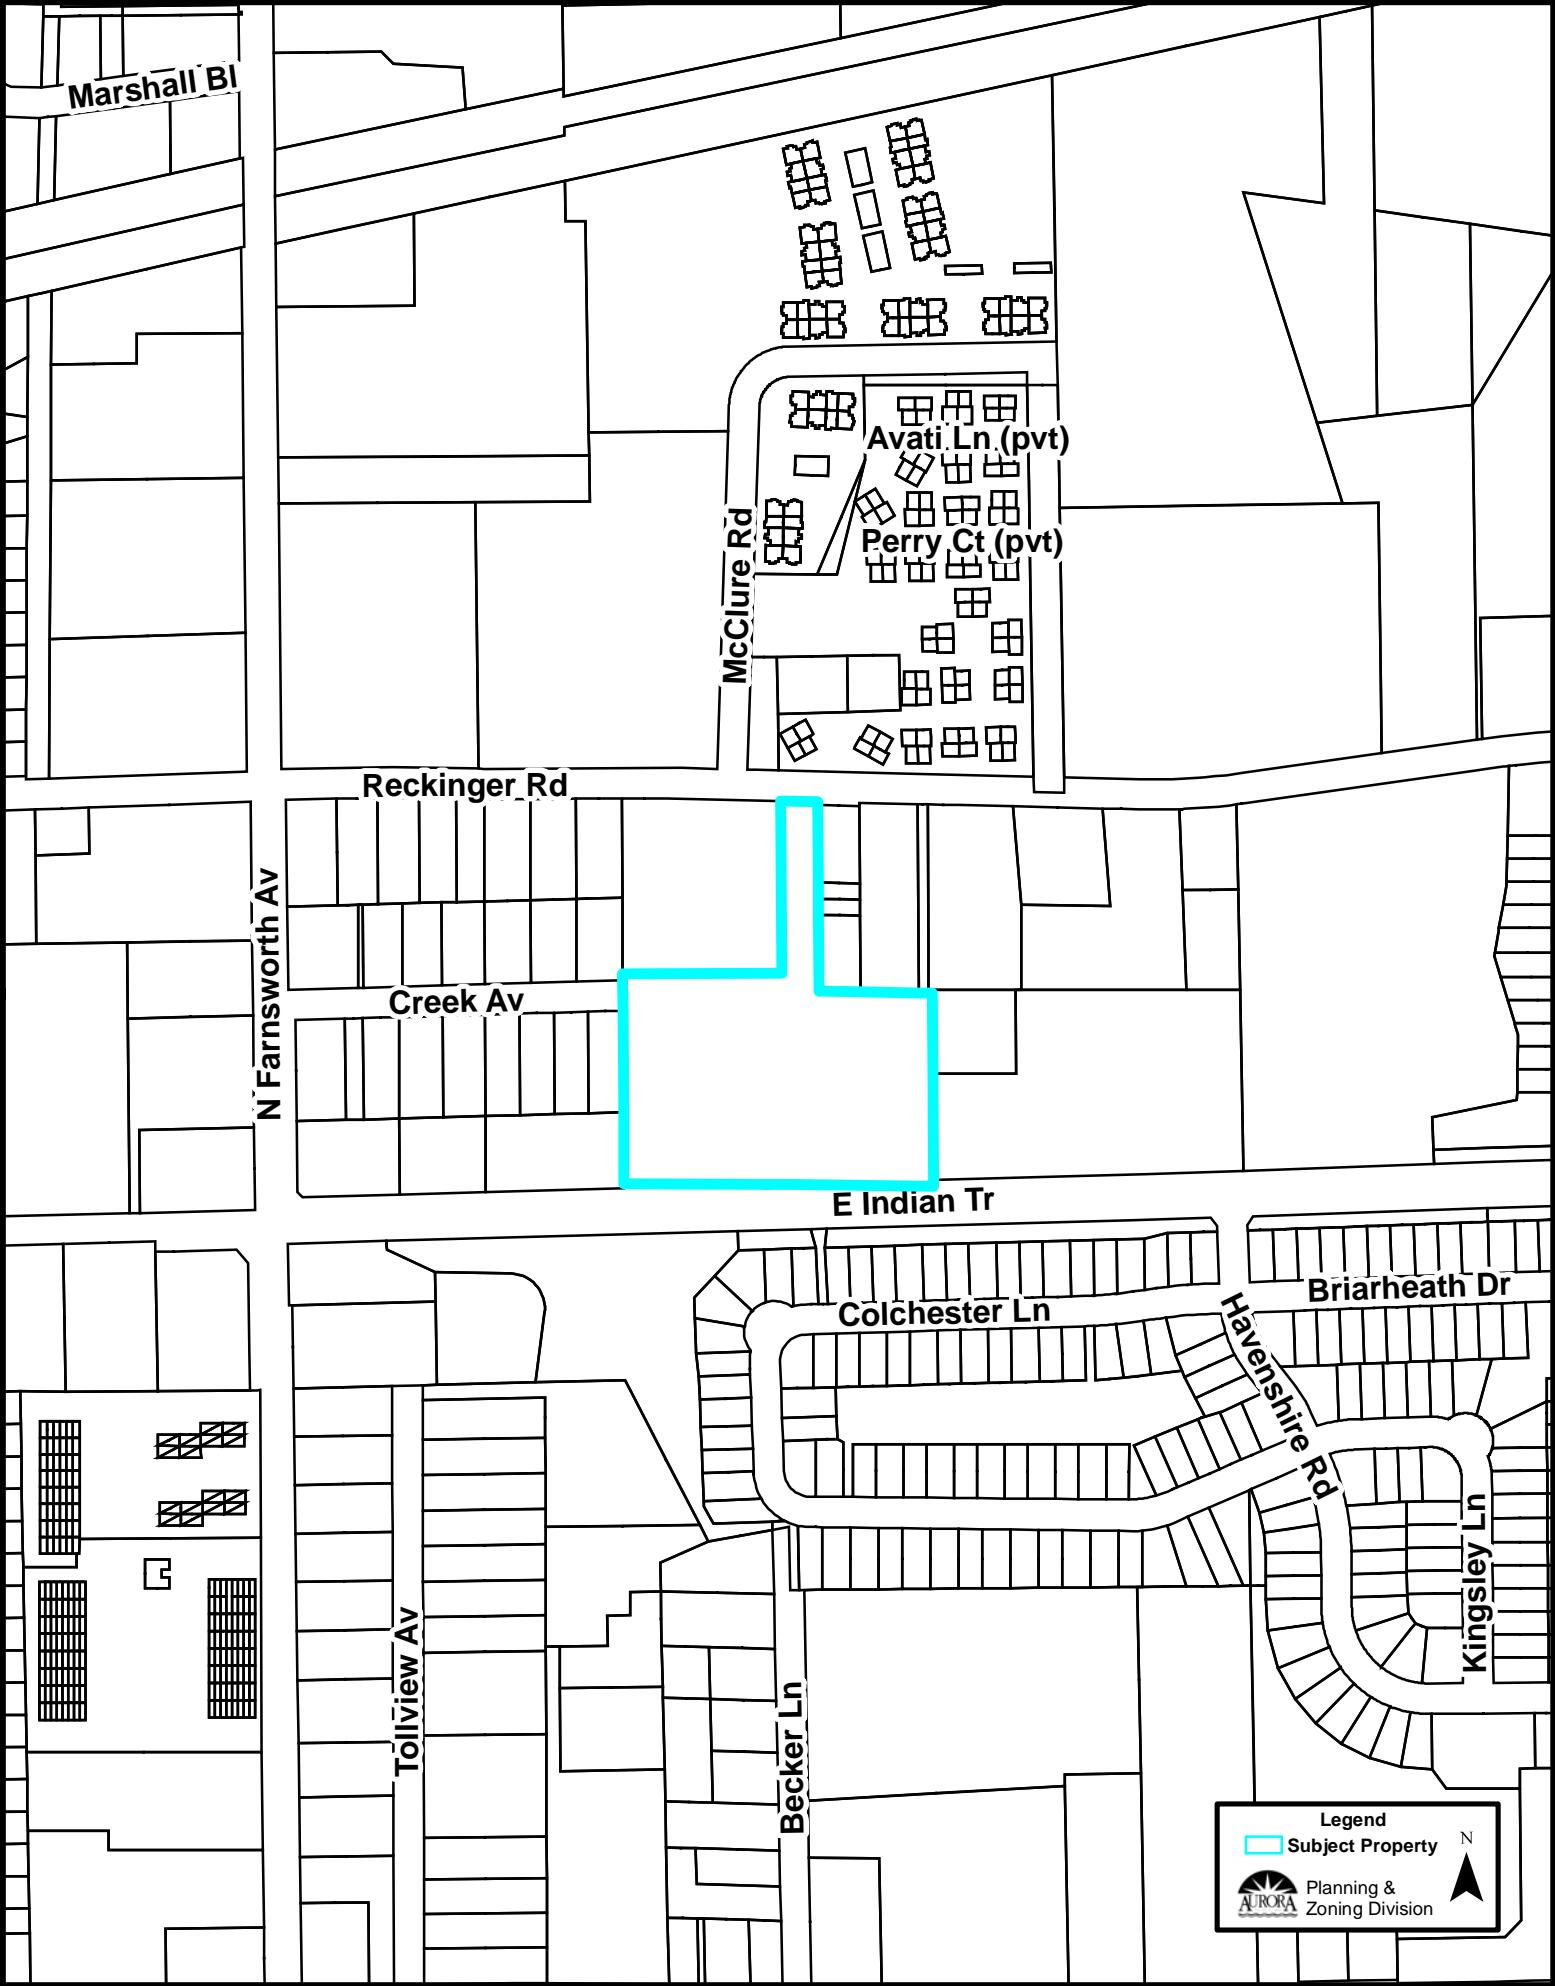 Marshall Bl
Avati Ln (pvt)
Perry Ct (pvt)
McClure Rd
Reckinger Rd
N Farnsworth Av
Creek Av
E Indian Tr
Briarheath Dr
Colchester Ln
Havenshire Rd
Kingsley Ln
Tollview Av
Becker Ln
Legend
Subject Property
N
AURORA
Planning &
Zoning Division